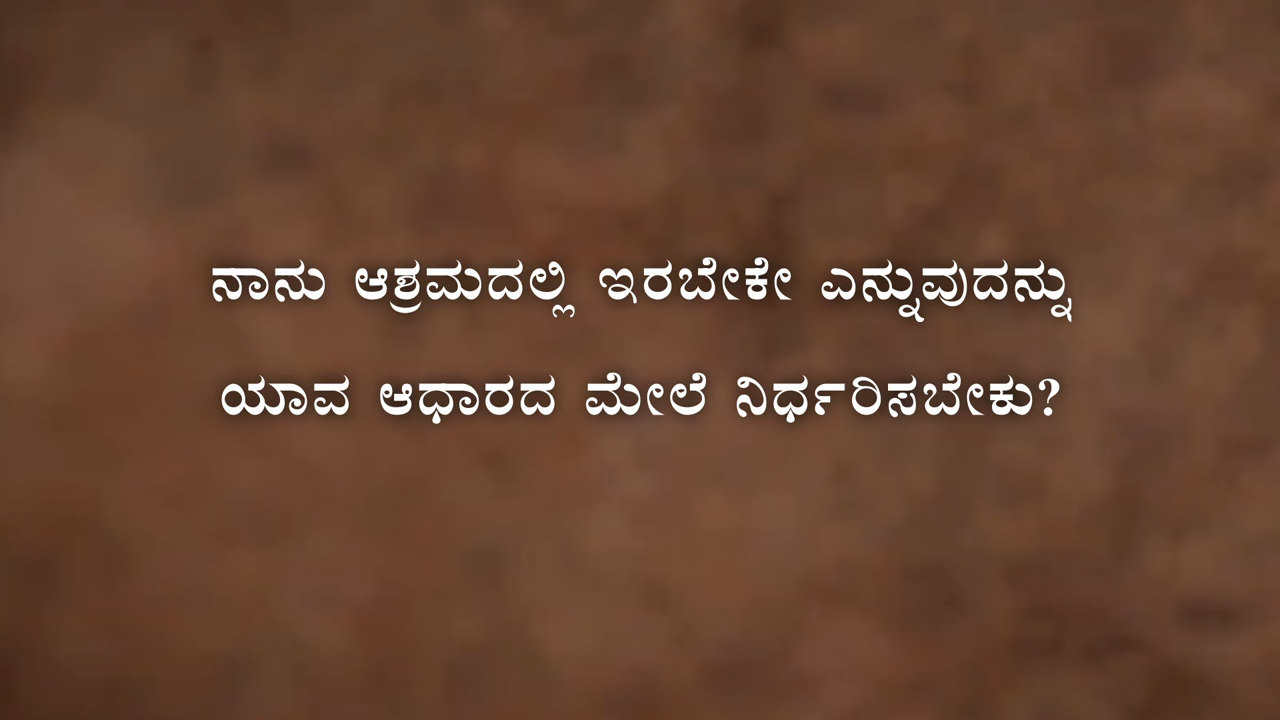 ನಾನು ಆಶ್ರಮದಲ್ಲಿ ಇರಬೇಕೇ ಎನ್ನುವುದನ್ನು
ಯಾವ ಆಧಾರದ ಮೇಲೆ ನಿರ್ಧರಿಸಬೇಕು?